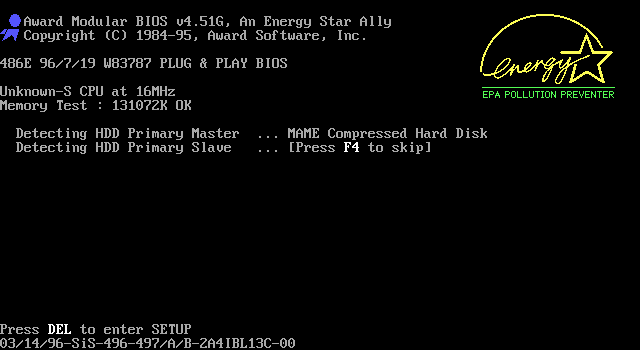 Award Modular BIOS v4.51G, An Energy Star Ally
Copyright (C) 1984-95, Award Software, Inc.
energy
EPA POLLUTION PREVENTER
486E 96/7/19 W83787 PLUG & PLAY BIOS
Unknown-S CPU at 16MHz
Memory Test : 131072K OK
Detecting HDD Primary Master ... MAME Compressed Hard Disk
Detecting HDD Primary Slave ... [Press F4 to skip]
Press DEL to enter SETUP
03/14/96-SiS-496-497/A/B-2A4IBL13C-00